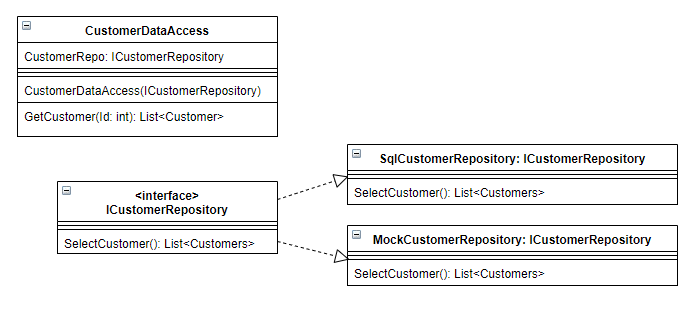 CustomerDataAccess
CustomerRepo: ICustomerRepository
CustomerDataAccess(ICustomerRepository)
GetCustomer(Id: int): List<Customer>
<interface>
ICustomerRepository
SelectCustomer(): List<Customers>
SqlCustomerRepository: ICustomerRepository
SelectCustomer(): List<Customers>
MockCustomerRepository: ICustomerRepository
SelectCustomer(): List<Customers>